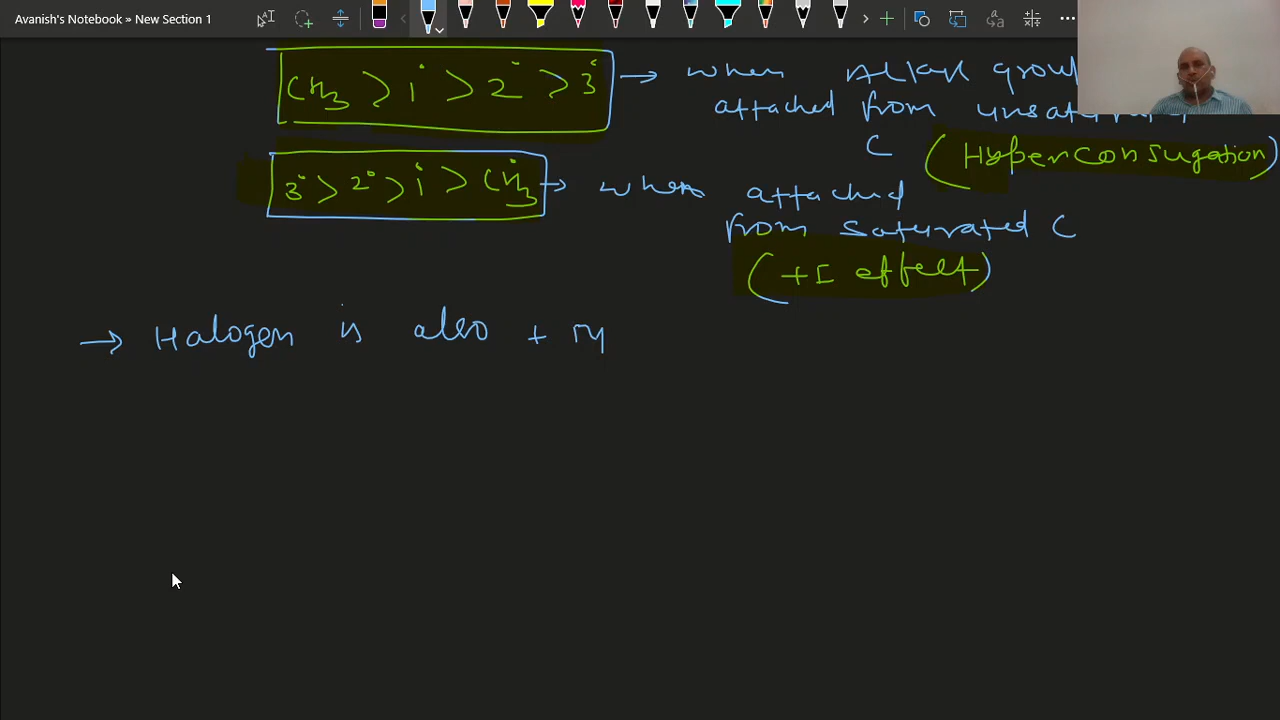 Avanish's Notebook » New Section 1
CH3 > 1° > 2° > 3° → when Alkyl group
attached from
C (Hyperconjugation)
3° > 2° > 1° > CH3 → when attached
from saturated C
(+I effect)
→ Halogen is also + M